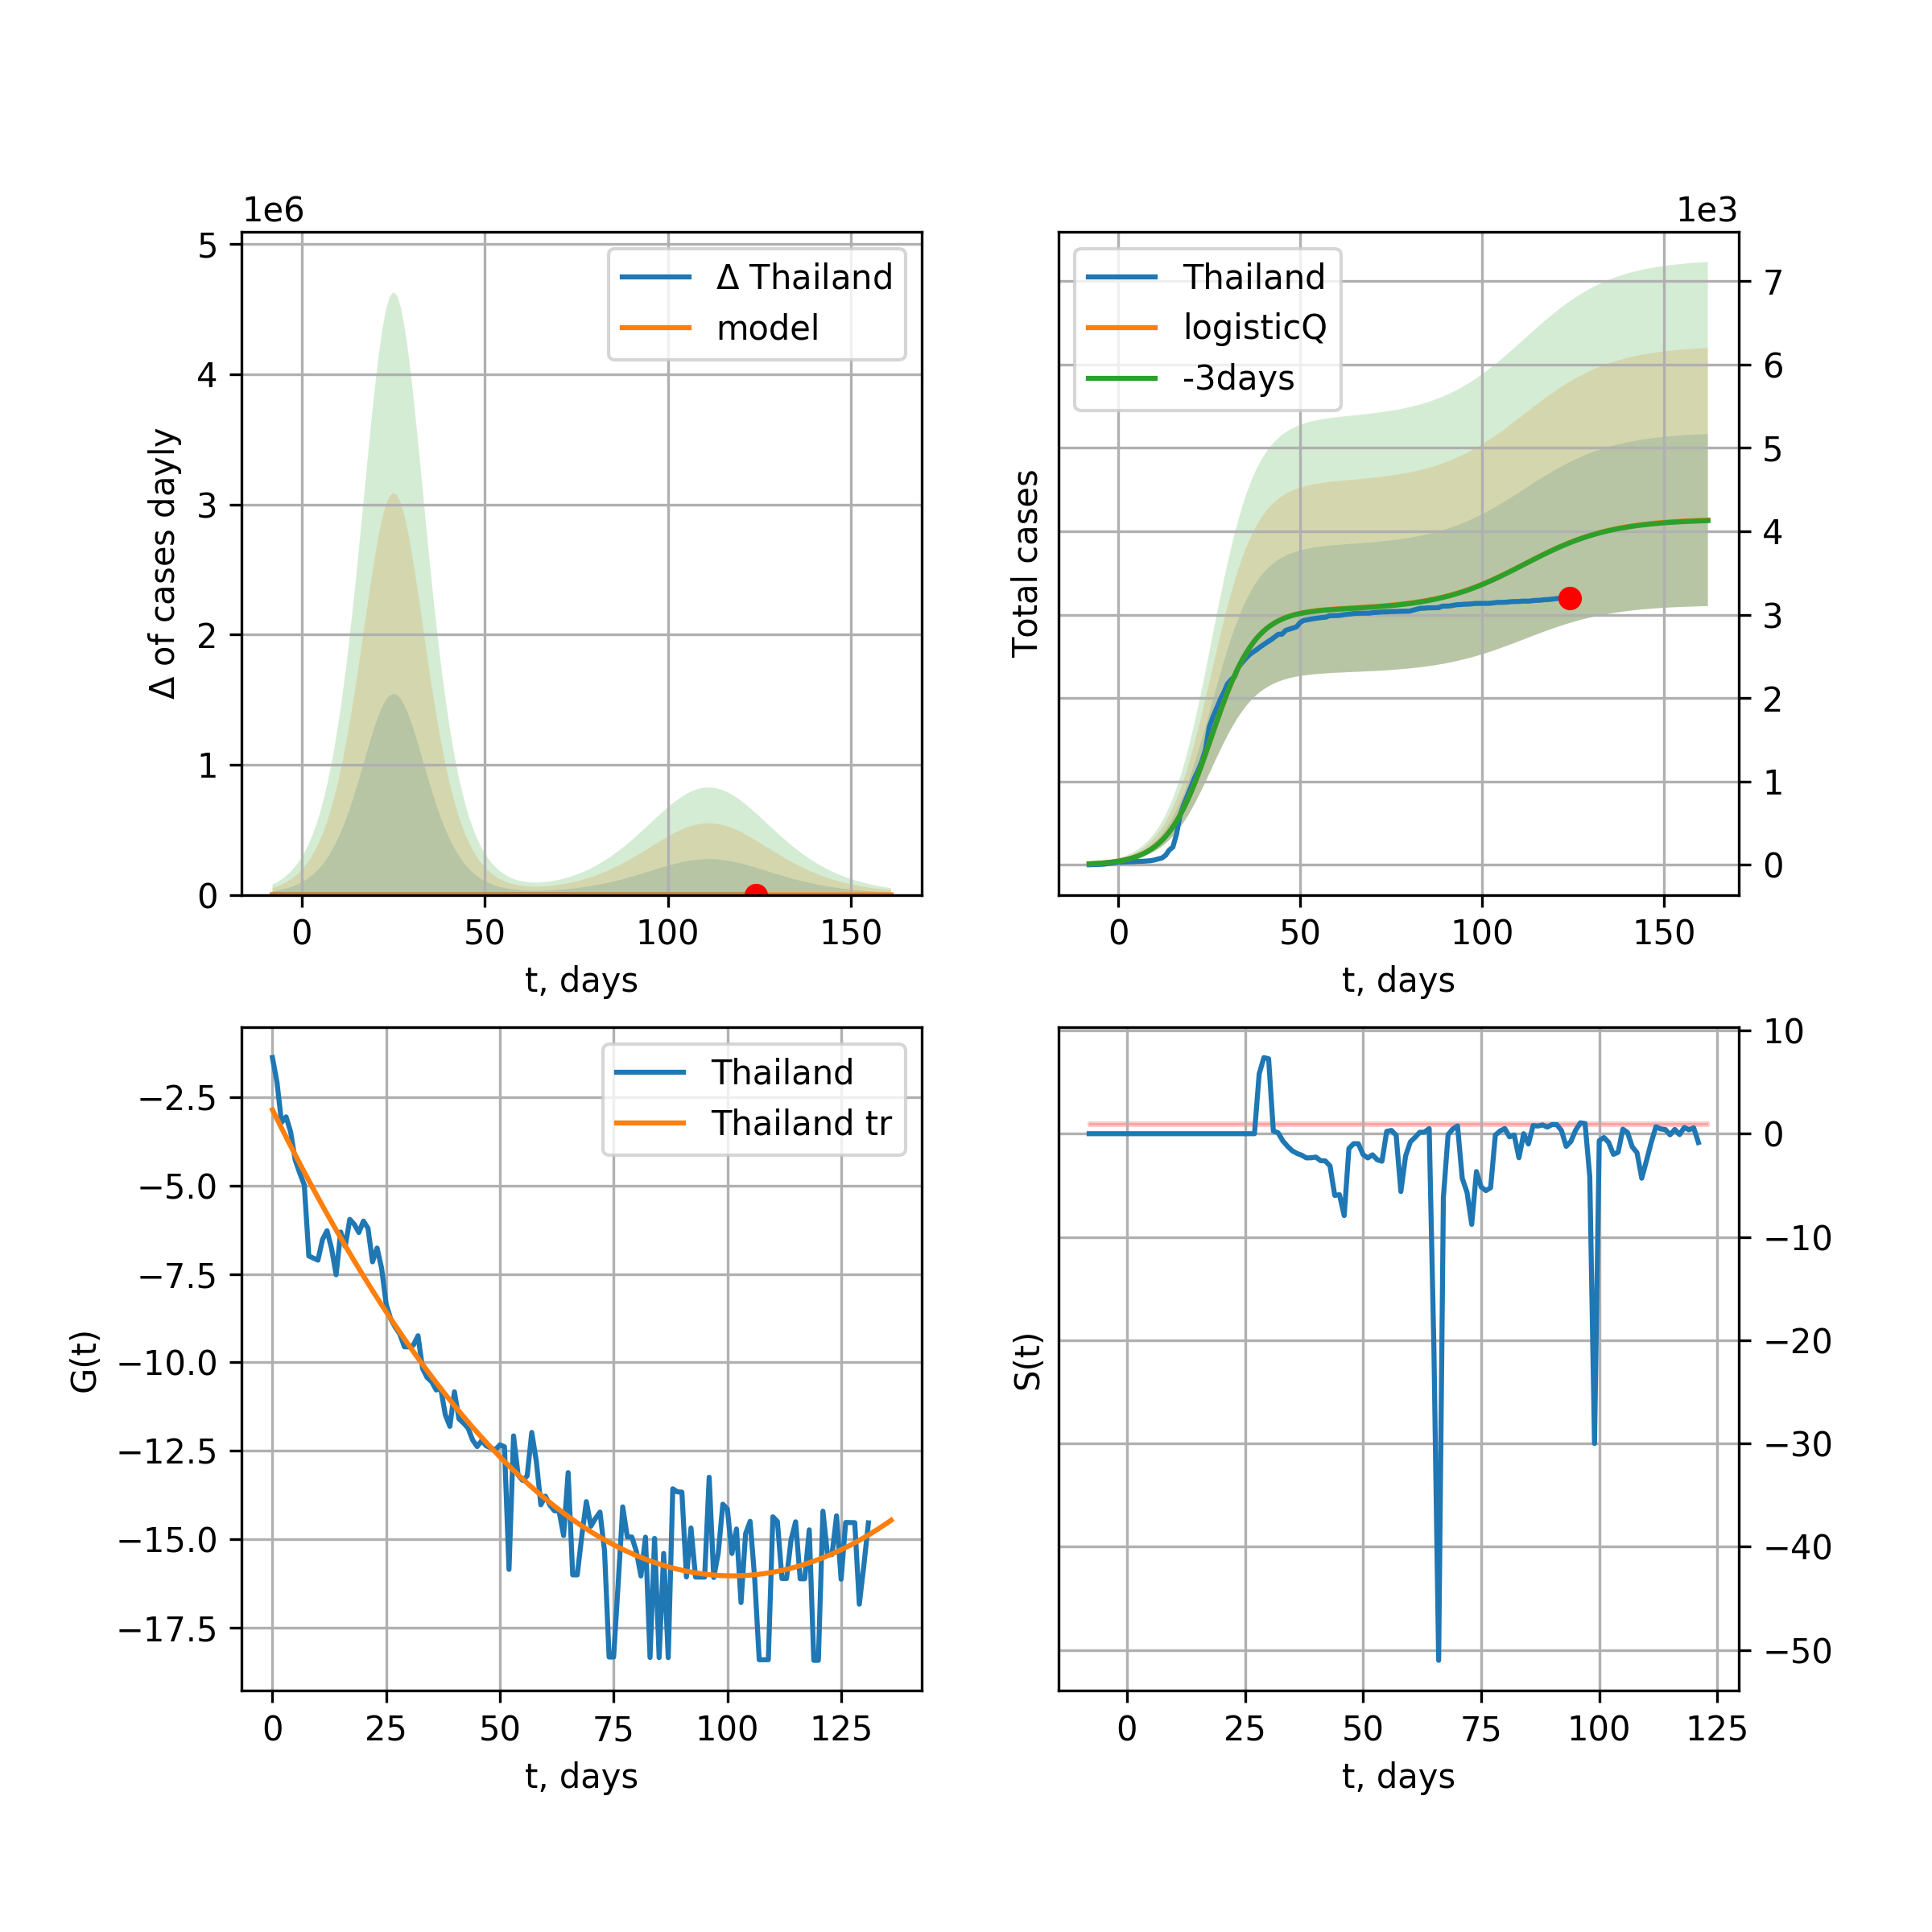 1e6
5
4
3
2
1
0
Δ of cases dayly
Δ Thailand
model
0 50 100 150
t, days
1e3
7
6
5
4
3
2
1
0
Total cases
Thailand
logisticQ
-3days
0 50 100 150
t, days
−2.5
−5.0
−7.5
−10.0
−12.5
−15.0
−17.5
G(t)
Thailand
Thailand tr
0 25 50 75 100 125
t, days
10
0
−10
−20
−30
−40
−50
S(t)
0 25 50 75 100 125
t, days